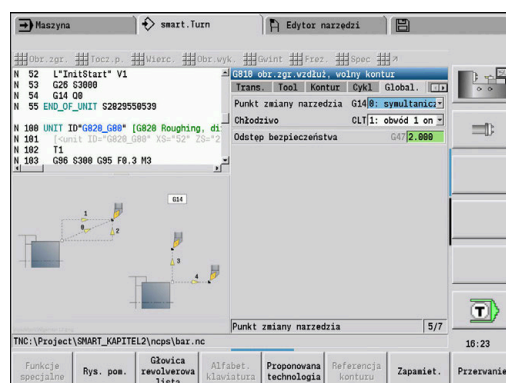 Maszyna
smart.Turn
Edytor narzędzi
Obr.zgr. Tocz.p. Wierc. Obr.wyk. Gwint Frez. Spec
N 52 L"InitStart" V1
N 53 G26 S3000
N 54 G14 Q0
N 55 END_OF_UNIT S2029550539
N 100 UNIT ID"G820_G80" [G820 Roughing, di
N 101 [<unit ID="G820_G80" XS="52" ZS="2
N 102 T1
N 103 G96 S300 G95 F0.3 M3
G810 obr.zgr.wzdłuż, wolny kontur
Trans. Tool Kontur Cykl Global.
Punkt zmiany narzedzia G14 0: symultanicz
Chłodziwo CLT 1: obwód 1 on
Odstęp bezpieczeństwa G47 2.000
G14
1
0
2
3
4
Punkt zmiany narzedzia 5/7
TNC:\Project\SMART_KAPITEL2\ncps\bar.nc
T
16:23
Funkcje specjalne
Rys. pom.
Głowica revolverowa lista
Alfabet. klawiatura
Proponowana technologia
Referencja konturu
Zapamiet.
Przerwanie